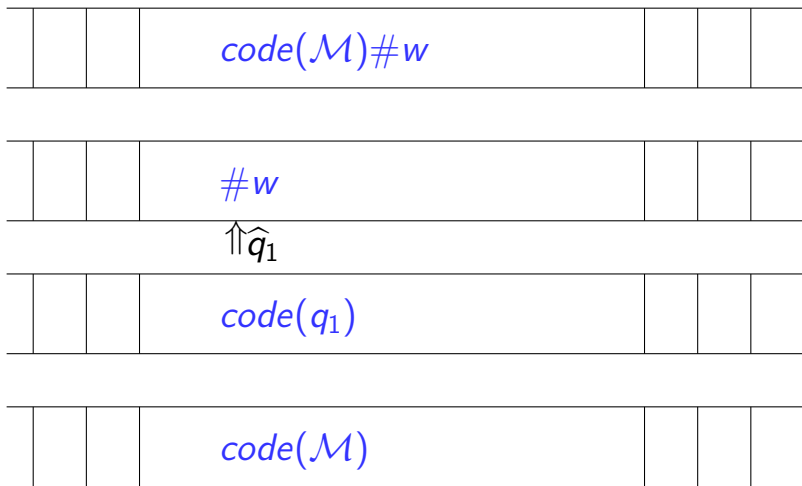 code(ℳ)#w
#w
⇑q̂₁
code(q₁)
code(ℳ)